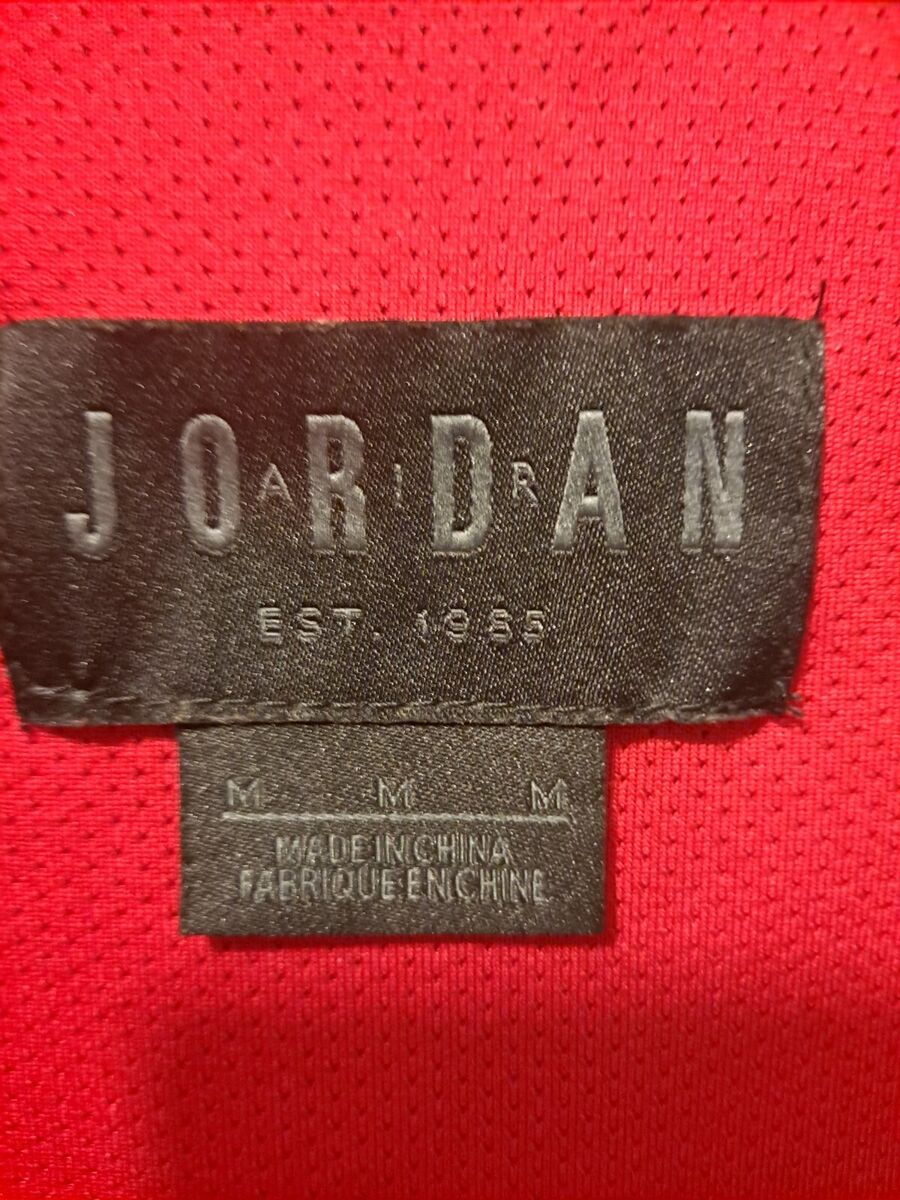 JORDAN
AIR
EST. 1985
M M M
MADE IN CHINA
FABRIQUE EN CHINE